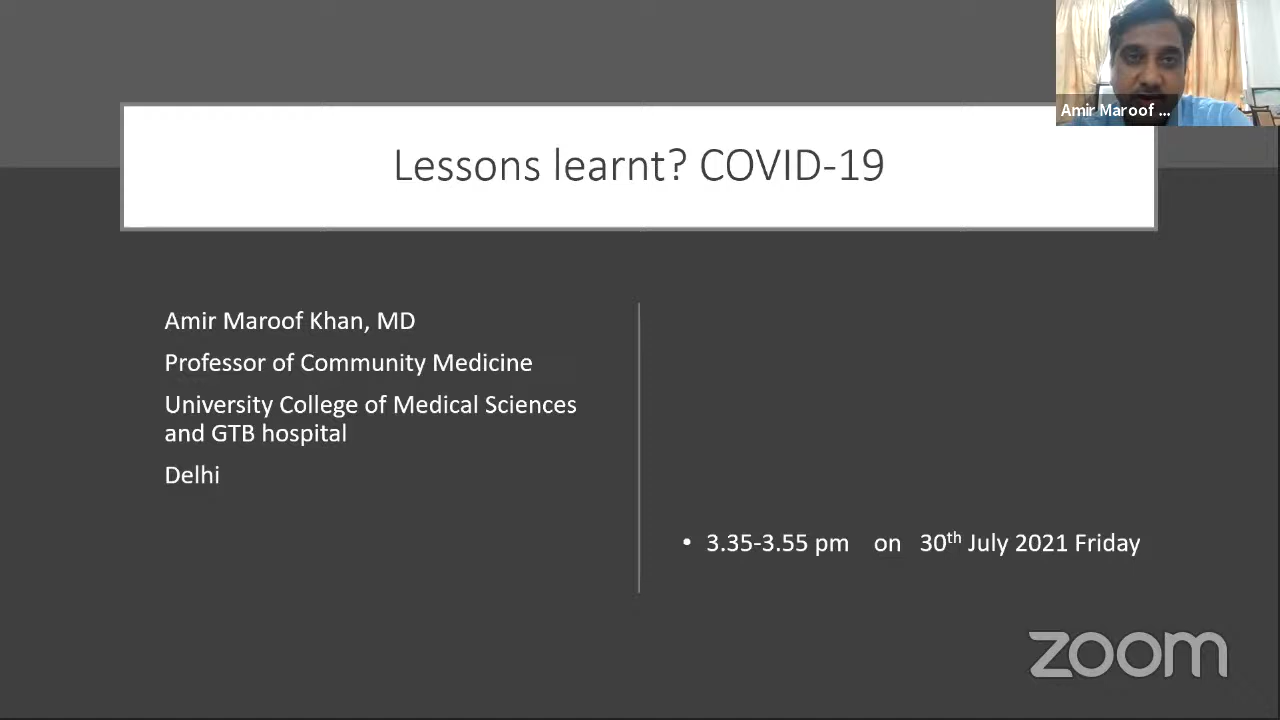 Amir Maroof ...
Lessons learnt? COVID-19
Amir Maroof Khan, MD
Professor of Community Medicine
University College of Medical Sciences
and GTB hospital
Delhi
• 3.35-3.55 pm on 30th July 2021 Friday
zoom